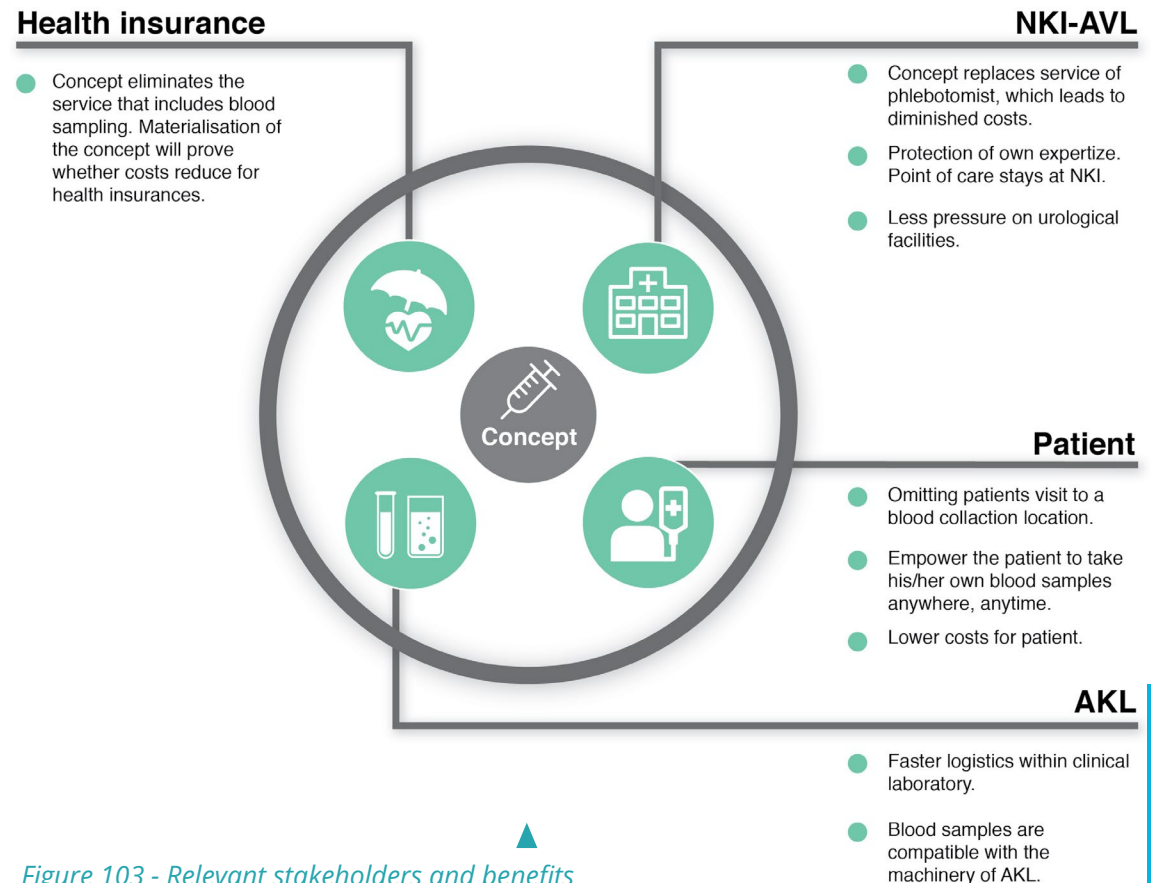 Health insurance
Concept eliminates the
service that includes blood
sampling. Materialisation of
the concept will prove
whether costs reduce for
health insurances.
NKI-AVL
Concept replaces service of
phlebotomist, which leads to
diminished costs.
Protection of own expertize.
Point of care stays at NKI.
Less pressure on urological
facilities.
Concept
Patient
Omitting patients visit to a
blood collaction location.
Empower the patient to take
his/her own blood samples
anywhere, anytime.
Lower costs for patient.
AKL
Faster logistics within clinical
laboratory.
Blood samples are
compatible with the
machinery of AKL.
Figure 103 - Relevant stakeholders and benefits